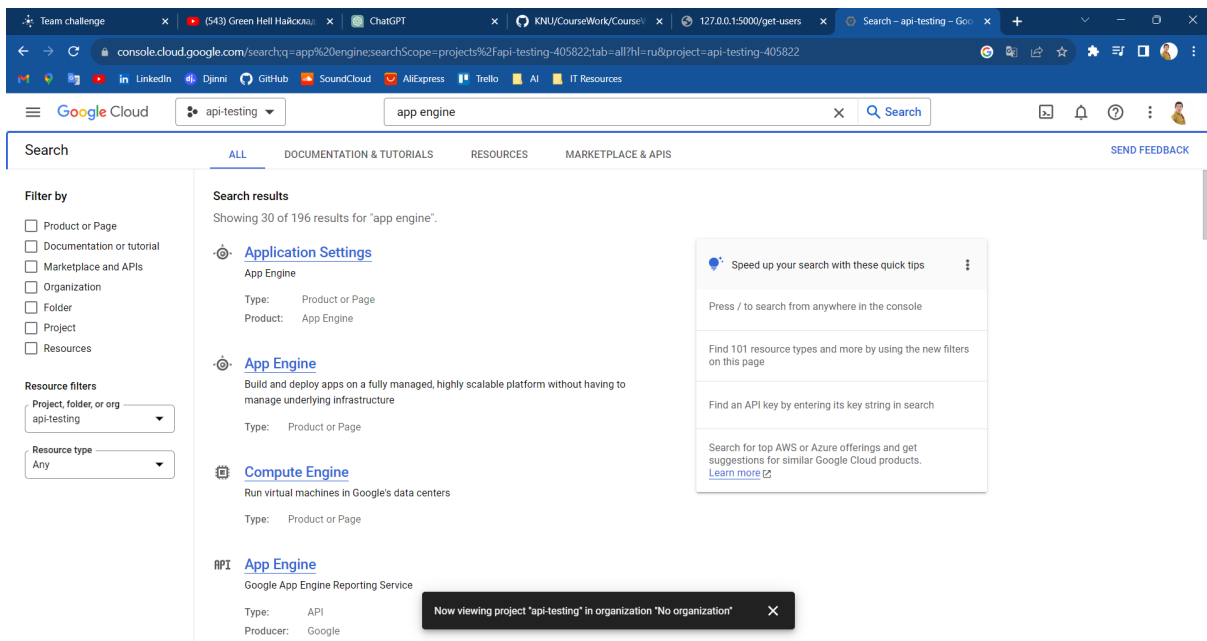 Team challenge
(543) Green Hell Найсклад
ChatGPT
KNU/CourseWork/CourseV
127.0.0.1:5000/get-users
Search – api-testing – Goo
console.cloud.google.com/search;q=app%20engine;searchScope=projects%2Fapi-testing-405822;tab=all?hl=ru&project=api-testing-405822
LinkedIn
Djinni
GitHub
SoundCloud
AliExpress
Trello
AI
IT Resources
Google Cloud
api-testing
app engine
Search
Search
ALL
DOCUMENTATION & TUTORIALS
RESOURCES
MARKETPLACE & APIS
SEND FEEDBACK
Filter by
Product or Page
Documentation or tutorial
Marketplace and APIs
Organization
Folder
Project
Resources
Resource filters
Project, folder, or org
api-testing
Resource type
Any
Search results
Showing 30 of 196 results for "app engine".
Application Settings
App Engine
Type: Product or Page
Product: App Engine
App Engine
Build and deploy apps on a fully managed, highly scalable platform without having to
manage underlying infrastructure
Type: Product or Page
Compute Engine
Run virtual machines in Google's data centers
Type: Product or Page
API App Engine
Google App Engine Reporting Service
Type: API
Producer: Google
Speed up your search with these quick tips
Press / to search from anywhere in the console
Find 101 resource types and more by using the new filters
on this page
Find an API key by entering its key string in search
Search for top AWS or Azure offerings and get
suggestions for similar Google Cloud products.
Learn more
Now viewing project "api-testing" in organization "No organization"